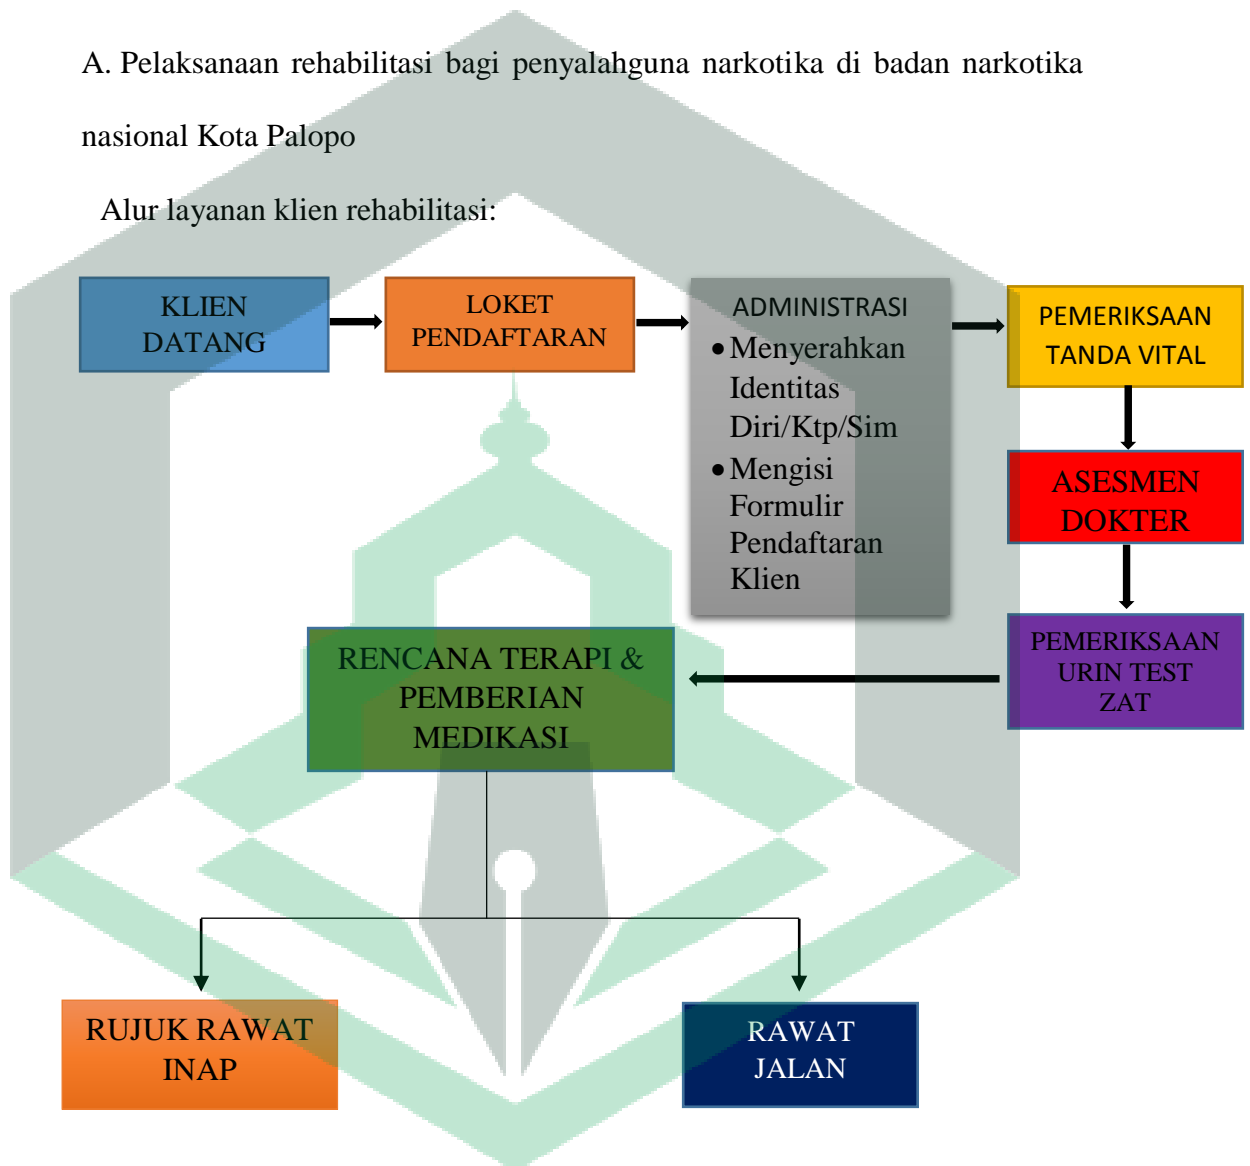 A. Pelaksanaan rehabilitasi bagi penyalahguna narkotika di badan narkotika
nasional Kota Palopo
Alur layanan klien rehabilitasi:
KLIEN
DATANG
LOKET
PENDAFTARAN
ADMINISTRASI
• Menyerahkan
Identitas
Diri/Ktp/Sim
• Mengisi
Formulir
Pendaftaran
Klien
PEMERIKSAAN
TANDA VITAL
ASESMEN
DOKTER
PEMERIKSAAN
URIN TEST
ZAT
RENCANA TERAPI &
PEMBERIAN
MEDIKASI
RUJUK RAWAT
INAP
RAWAT
JALAN